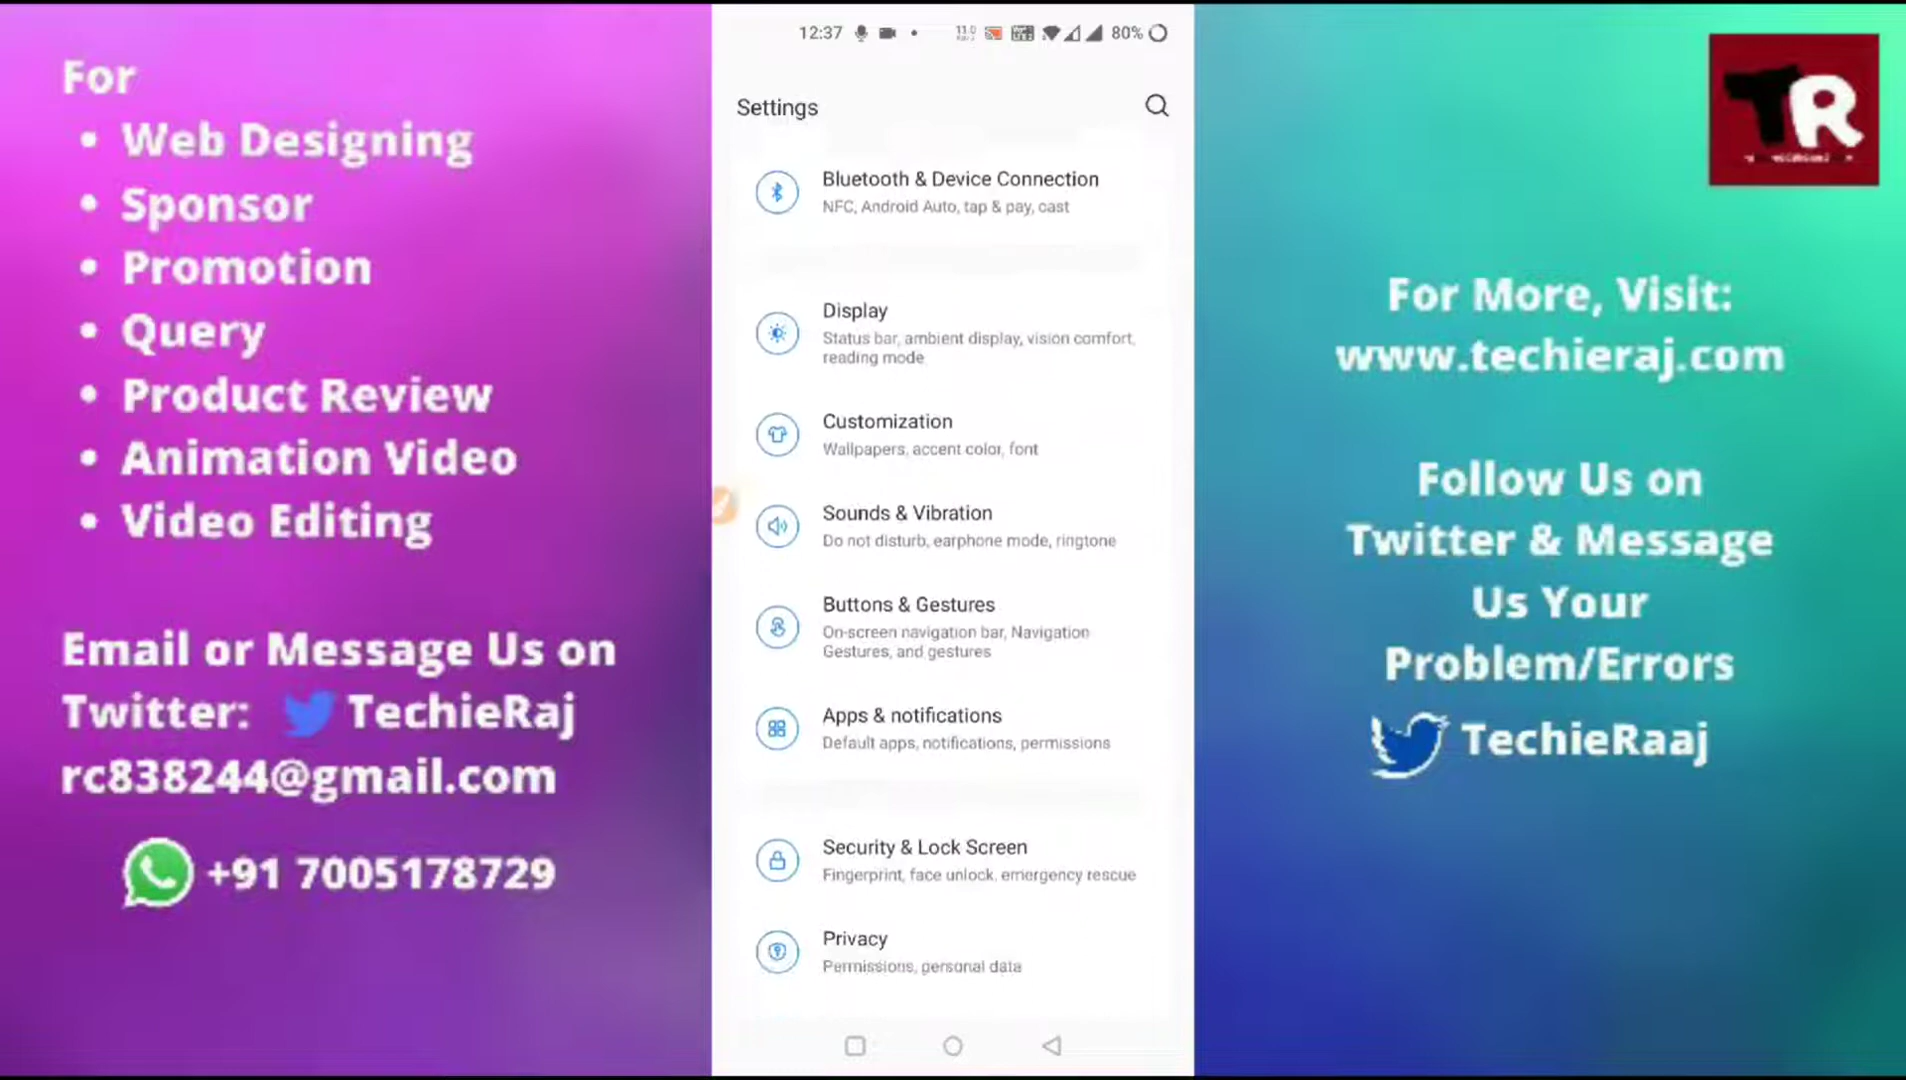 For
• Web Designing
• Sponsor
• Promotion
• Query
• Product Review
• Animation Video
• Video Editing
Email or Message Us on
Twitter: TechieRaj
rc838244@gmail.com
+91 7005178729
12:37
11.0
80%
Settings
Bluetooth & Device Connection
NFC, Android Auto, tap & pay, cast
Display
Status bar, ambient display, vision comfort,
reading mode
Customization
Wallpapers, accent color, font
Sounds & Vibration
Do not disturb, earphone mode, ringtone
Buttons & Gestures
On-screen navigation bar, Navigation
Gestures, and gestures
Apps & notifications
Default apps, notifications, permissions
Security & Lock Screen
Fingerprint, face unlock, emergency rescue
Privacy
Permissions, personal data
TR
For More, Visit:
www.techieraj.com
Follow Us on
Twitter & Message
Us Your
Problem/Errors
TechieRaaj